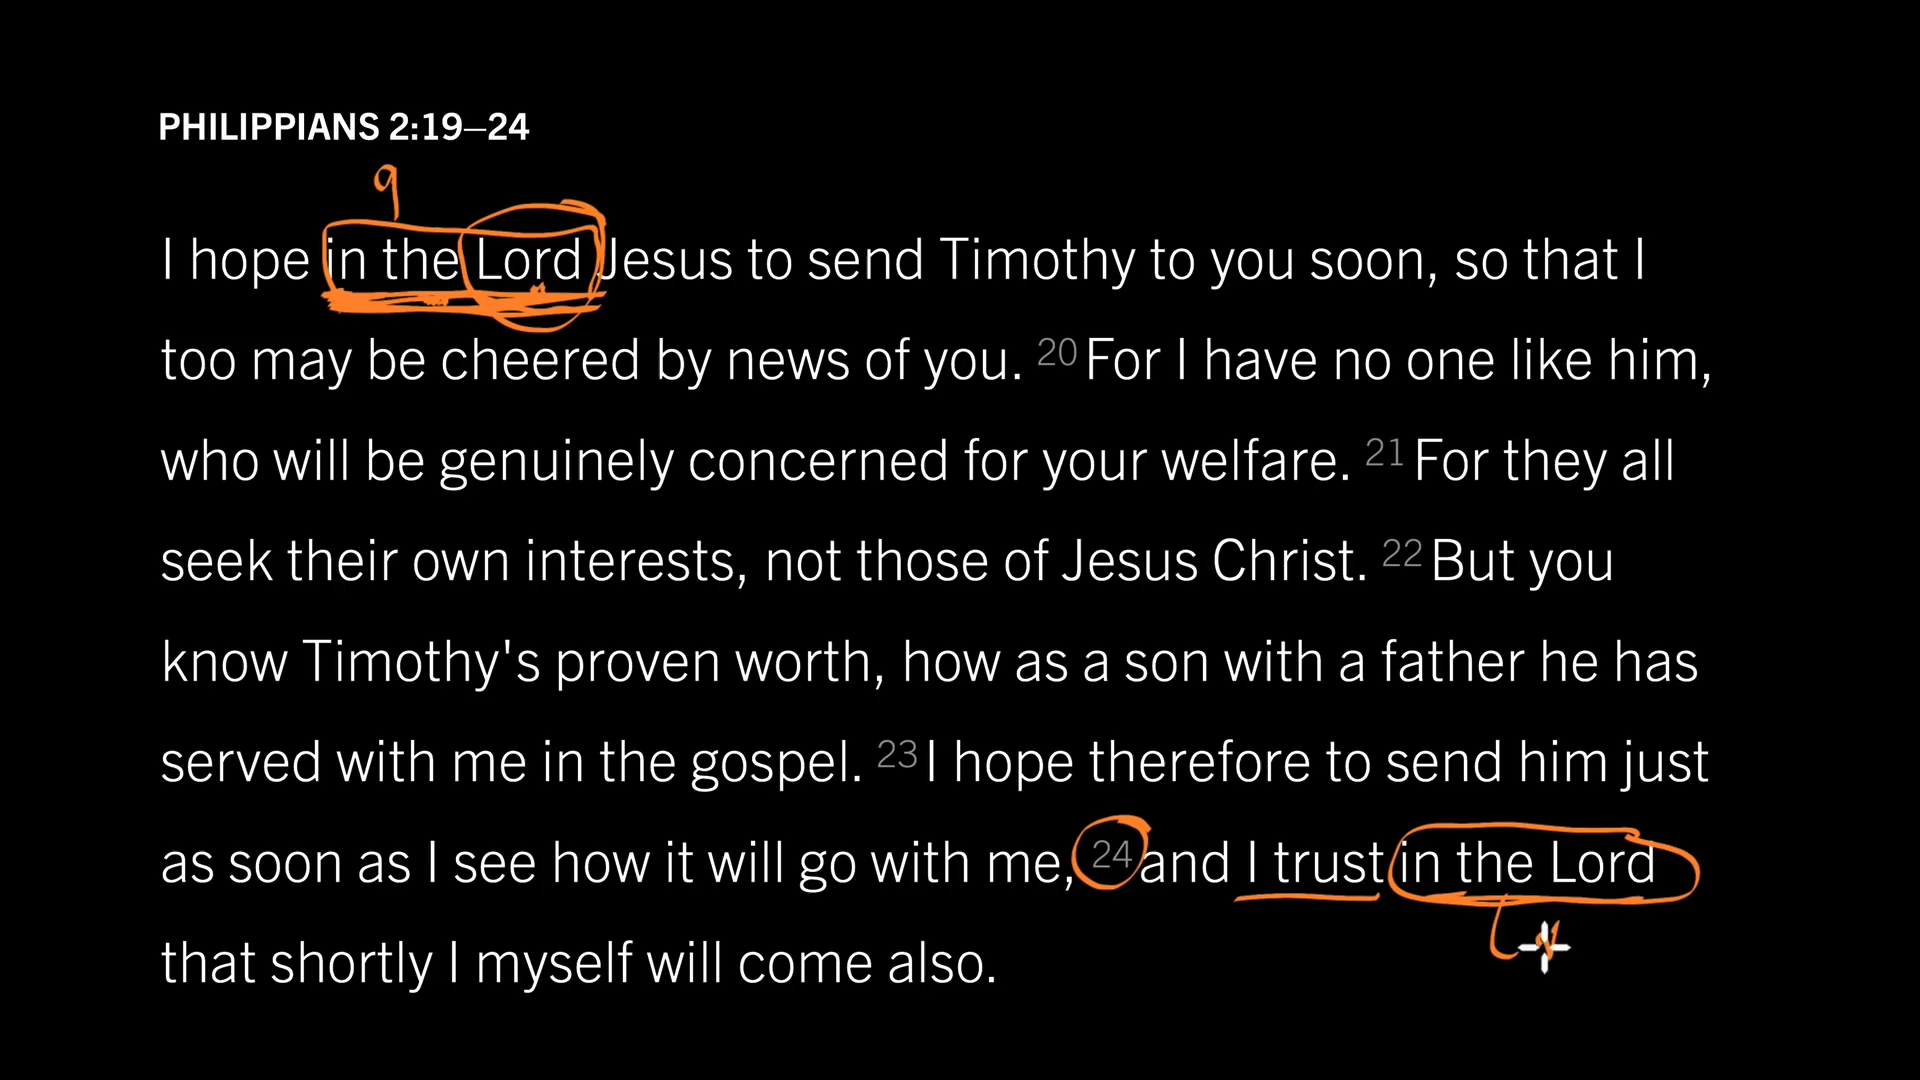 PHILIPPIANS 2:19–24
9
I hope in the Lord Jesus to send Timothy to you soon, so that I
too may be cheered by news of you. 20 For I have no one like him,
who will be genuinely concerned for your welfare. 21 For they all
seek their own interests, not those of Jesus Christ. 22 But you
know Timothy's proven worth, how as a son with a father he has
served with me in the gospel. 23 I hope therefore to send him just
as soon as I see how it will go with me, 24 and I trust in the Lord
that shortly I myself will come also.